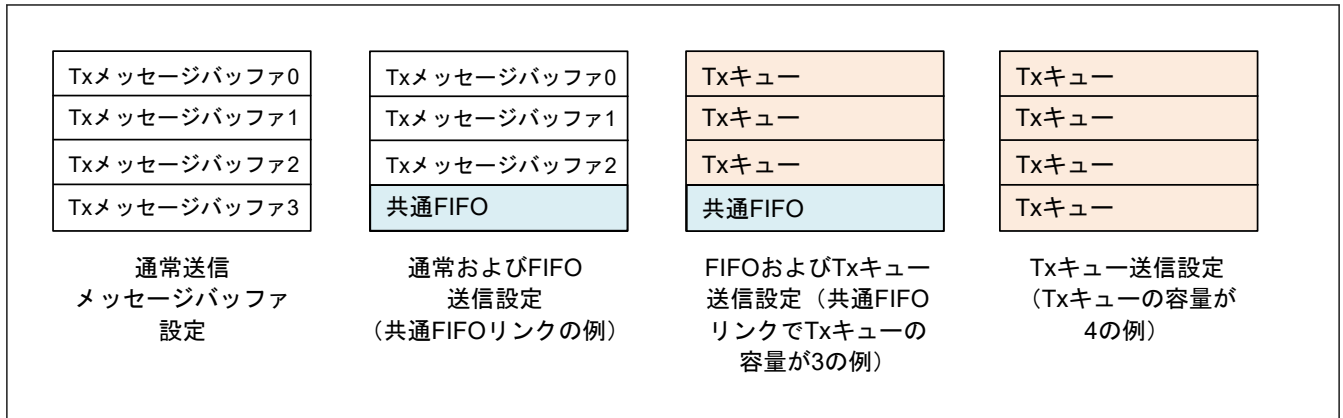 Txメッセージバッファ0
Txメッセージバッファ1
Txメッセージバッファ2
Txメッセージバッファ3
通常送信
メッセージバッファ
設定
Txメッセージバッファ0
Txメッセージバッファ1
Txメッセージバッファ2
共通FIFO
通常およびFIFO
送信設定
（共通FIFOリンクの例）
Txキュー
Txキュー
Txキュー
共通FIFO
FIFOおよびTxキュー
送信設定（共通FIFO
リンクでTxキューの
容量が3の例）
Txキュー
Txキュー
Txキュー
Txキュー
Txキュー送信設定
（Txキューの容量が
4の例）